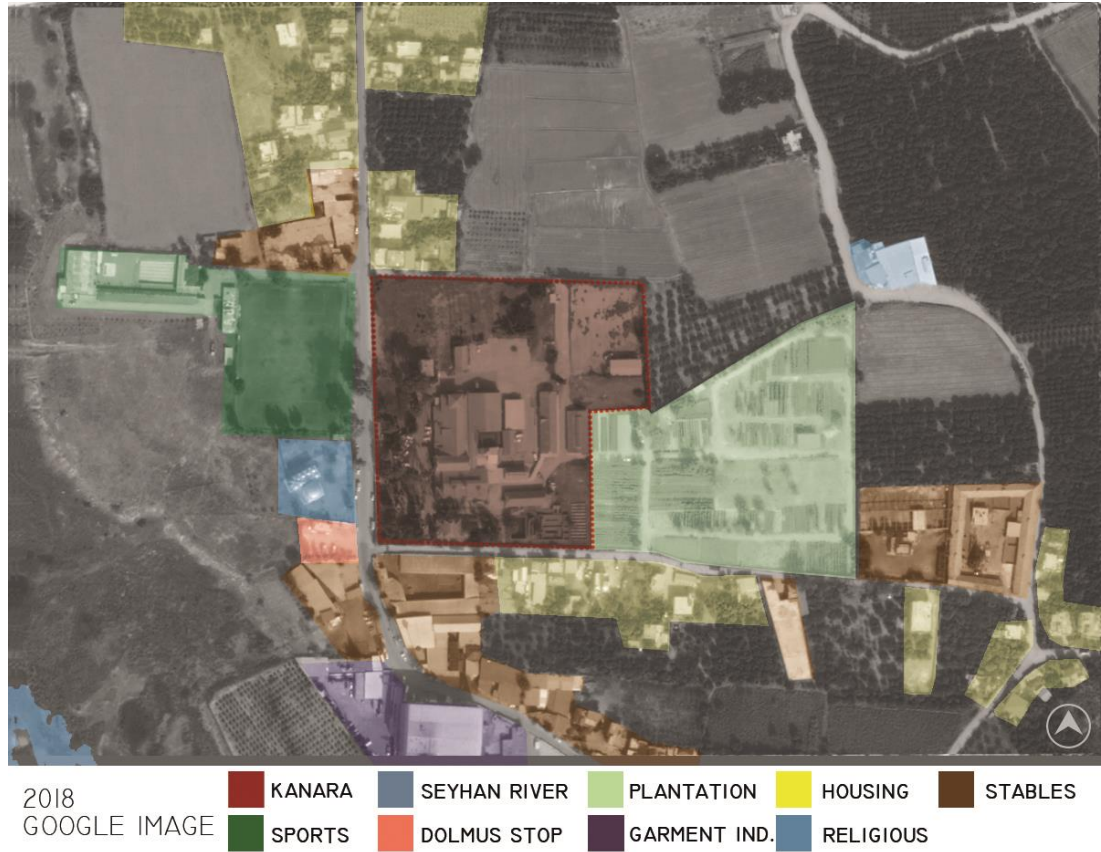 2018
GOOGLE IMAGE
KANARA
SEYHAN RIVER
PLANTATION
HOUSING
STABLES
SPORTS
DOLMUS STOP
GARMENT IND.
RELIGIOUS